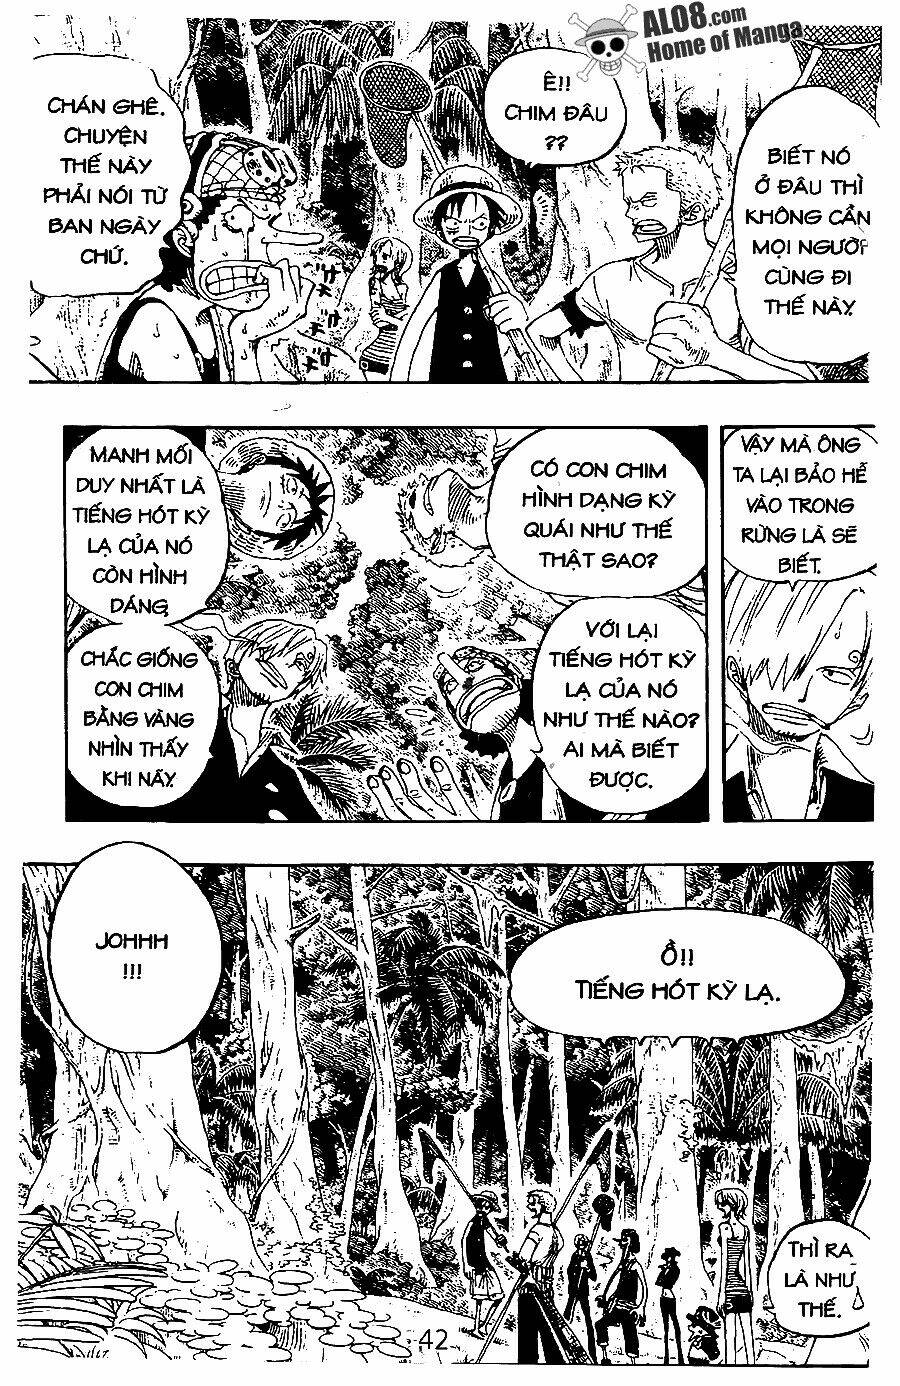 ALO8.com
Home of Manga
CHÁN GHÊ.
CHUYỆN
THẾ NÀY
PHẢI NÓI TỪ
BAN NGÀY
CHỨ.
Ê!!
CHIM ĐÂU
??
BIẾT NÓ
Ở ĐÂU THÌ
KHÔNG CẦN
MỌI NGƯỜI
CÙNG ĐI
THẾ NÀY.
MANH MỐI
DUY NHẤT LÀ
TIẾNG HÓT KỲ
LẠ CỦA NÓ
CÒN HÌNH
DÁNG,
CHẮC GIỐNG
CON CHIM
BẰNG VÀNG
NHÌN THẤY
KHI NÃY.
CÓ CON CHIM
HÌNH DẠNG KỲ
QUÁI NHƯ THẾ
THẬT SAO?
VỚI LẠI
TIẾNG HÓT KỲ
LẠ CỦA NÓ
NHƯ THẾ NÀO?
AI MÀ BIẾT
ĐƯỢC.
VẬY MÀ ÔNG
TA LẠI BẢO HỄ
VÀO TRONG
RỪNG LÀ SẼ
BIẾT.
JOHHH
!!!
Ồ!!
TIẾNG HÓT KỲ LẠ.
THÌ RA
LÀ NHƯ
THẾ.
42